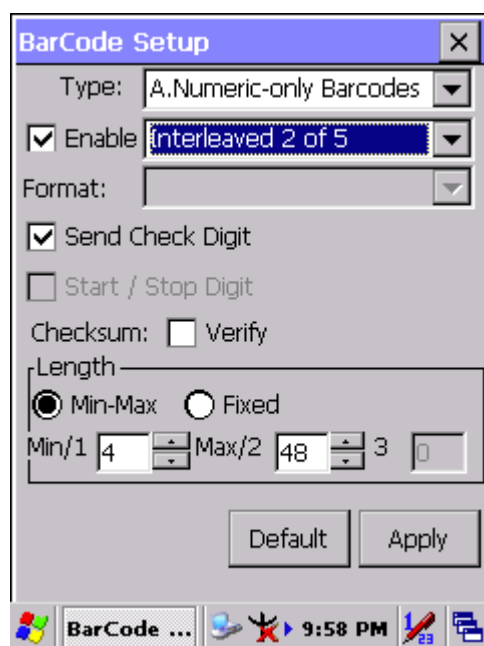 BarCode Setup
Type: A.Numeric-only Barcodes
Enable Interleaved 2 of 5
Format:
Send Check Digit
Start / Stop Digit
Checksum: Verify
Length
Min-Max Fixed
Min/1 4 Max/2 48 3 0
Default Apply
BarCode ... 9:58 PM 1 23